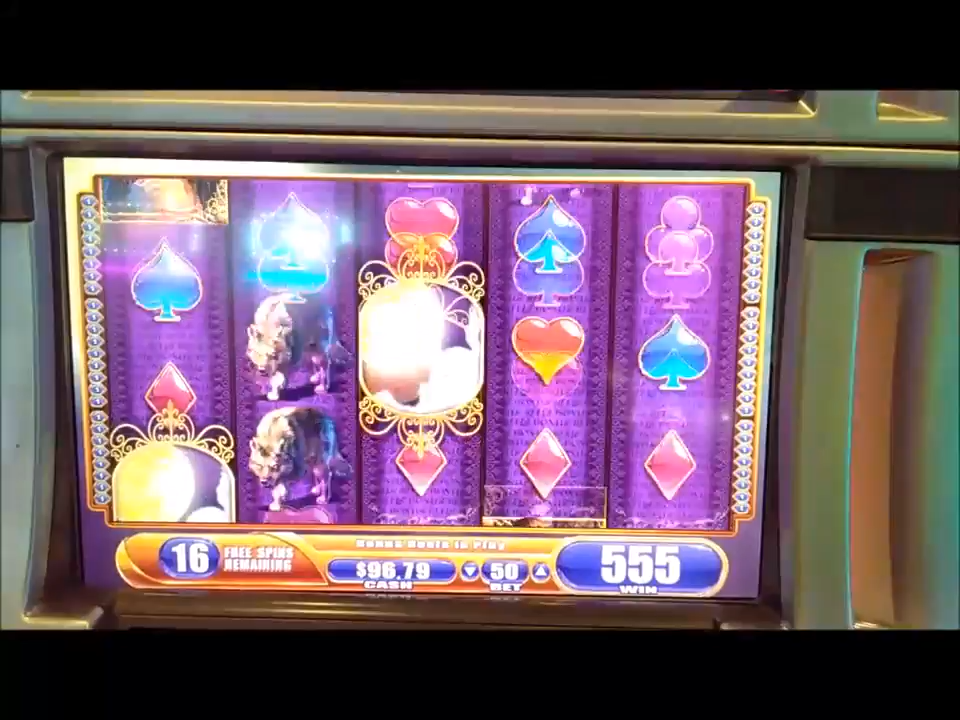 16
FREE SPINS
REMAINING
Bonus Reels in Play
$96.79
CASH
50
BET
555
WIN